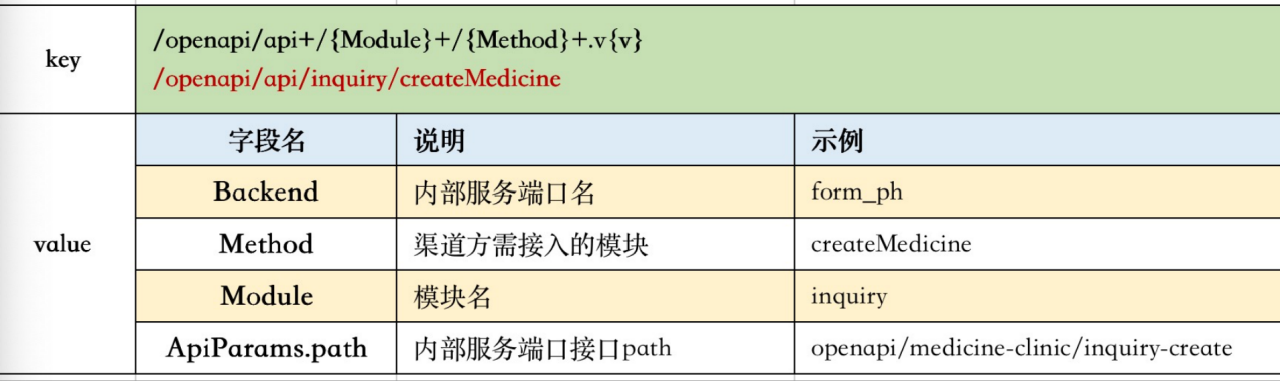 key
/openapi/api+/{Module}+/{Method}+.v{v}
/openapi/api/inquiry/createMedicine
value
字段名 说明 示例
Backend 内部服务端口名 form_ph
Method 渠道方需接入的模块 createMedicine
Module 模块名 inquiry
ApiParams.path 内部服务端口接口path openapi/medicine-clinic/inquiry-create